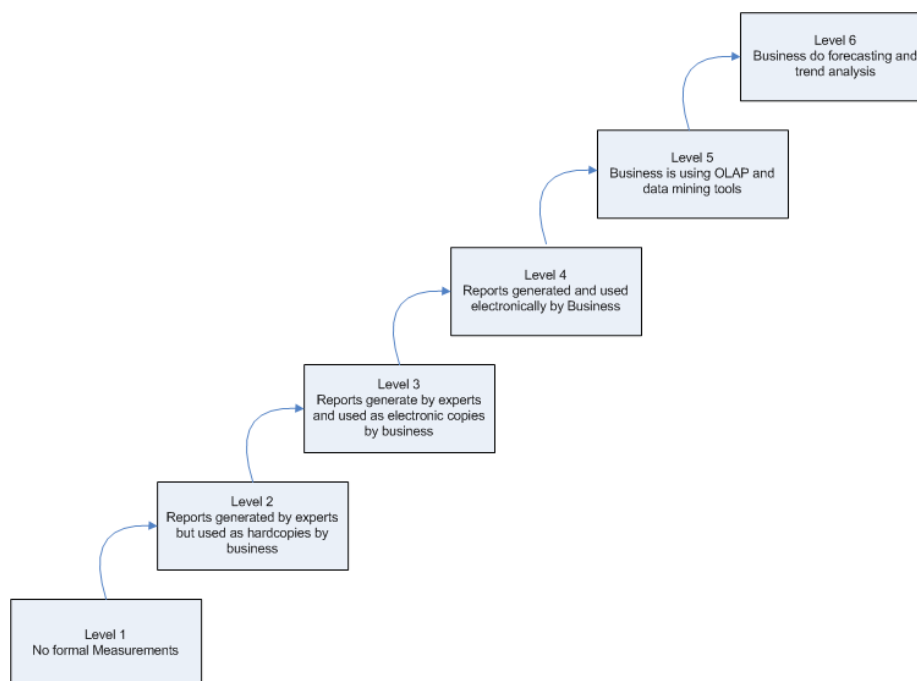 Level 6
Business do forecasting and
trend analysis
Level 5
Business is using OLAP and
data mining tools
Level 4
Reports generated and used
electronically by Business
Level 3
Reports generate by experts
and used as electronic copies
by business
Level 2
Reports generated by experts
but used as hardcopies by
business
Level 1
No formal Measurements